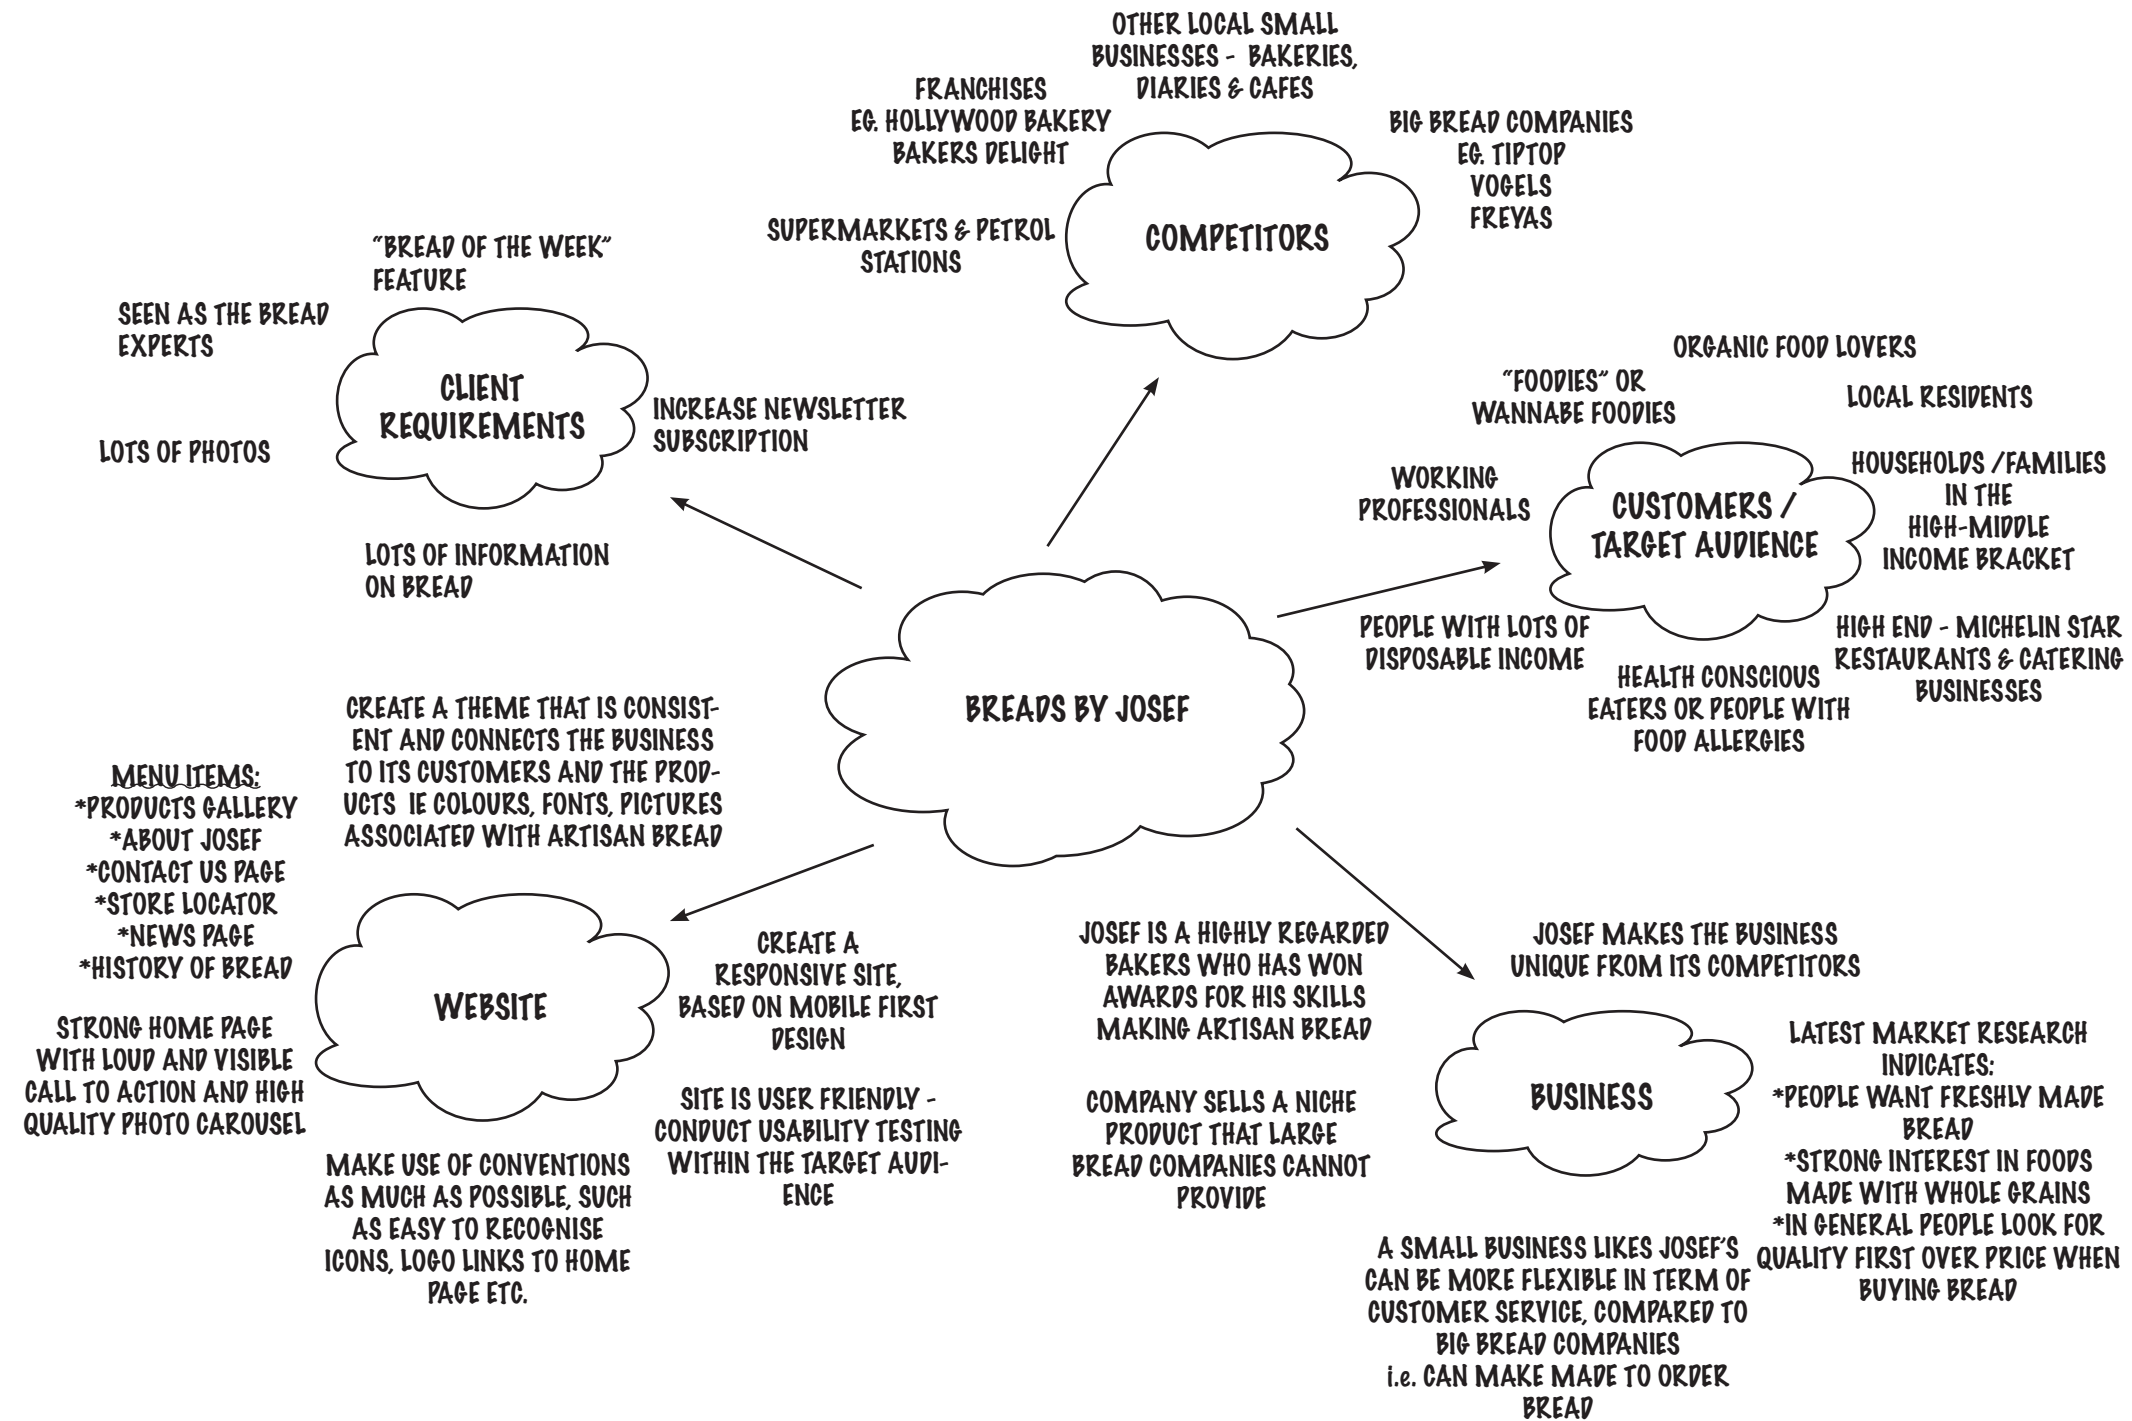 OTHER LOCAL SMALL
BUSINESSES - BAKERIES,
DIARIES & CAFES
FRANCHISES
EG. HOLLYWOOD BAKERY
BAKERS DELIGHT
BIG BREAD COMPANIES
EG. TIPTOP
VOGELS
FREYAS
SUPERMARKETS & PETROL
STATIONS
COMPETITORS
"BREAD OF THE WEEK"
FEATURE
SEEN AS THE BREAD
EXPERTS
CLIENT
REQUIREMENTS
INCREASE NEWSLETTER
SUBSCRIPTION
LOTS OF PHOTOS
LOTS OF INFORMATION
ON BREAD
ORGANIC FOOD LOVERS
"FOODIES" OR
WANNABE FOODIES
LOCAL RESIDENTS
WORKING
PROFESSIONALS
CUSTOMERS /
TARGET AUDIENCE
HOUSEHOLDS /FAMILIES
IN THE
HIGH-MIDDLE
INCOME BRACKET
PEOPLE WITH LOTS OF
DISPOSABLE INCOME
HEALTH CONSCIOUS
EATERS OR PEOPLE WITH
FOOD ALLERGIES
HIGH END - MICHELIN STAR
RESTAURANTS & CATERING
BUSINESSES
BREADS BY JOSEF
CREATE A THEME THAT IS CONSIST-
ENT AND CONNECTS THE BUSINESS
TO ITS CUSTOMERS AND THE PROD-
UCTS IE COLOURS, FONTS, PICTURES
ASSOCIATED WITH ARTISAN BREAD
MENU ITEMS:
*PRODUCTS GALLERY
*ABOUT JOSEF
*CONTACT US PAGE
*STORE LOCATOR
*NEWS PAGE
*HISTORY OF BREAD
STRONG HOME PAGE
WITH LOUD AND VISIBLE
CALL TO ACTION AND HIGH
QUALITY PHOTO CAROUSEL
WEBSITE
CREATE A
RESPONSIVE SITE,
BASED ON MOBILE FIRST
DESIGN
SITE IS USER FRIENDLY -
CONDUCT USABILITY TESTING
WITHIN THE TARGET AUDI-
ENCE
MAKE USE OF CONVENTIONS
AS MUCH AS POSSIBLE, SUCH
AS EASY TO RECOGNISE
ICONS, LOGO LINKS TO HOME
PAGE ETC.
JOSEF IS A HIGHLY REGARDED
BAKERS WHO HAS WON
AWARDS FOR HIS SKILLS
MAKING ARTISAN BREAD
COMPANY SELLS A NICHE
PRODUCT THAT LARGE
BREAD COMPANIES CANNOT
PROVIDE
JOSEF MAKES THE BUSINESS
UNIQUE FROM ITS COMPETITORS
BUSINESS
LATEST MARKET RESEARCH
INDICATES:
*PEOPLE WANT FRESHLY MADE
BREAD
*STRONG INTEREST IN FOODS
MADE WITH WHOLE GRAINS
*IN GENERAL PEOPLE LOOK FOR
QUALITY FIRST OVER PRICE WHEN
BUYING BREAD
A SMALL BUSINESS LIKES JOSEF'S
CAN BE MORE FLEXIBLE IN TERM OF
CUSTOMER SERVICE, COMPARED TO
BIG BREAD COMPANIES
i.e. CAN MAKE MADE TO ORDER
BREAD